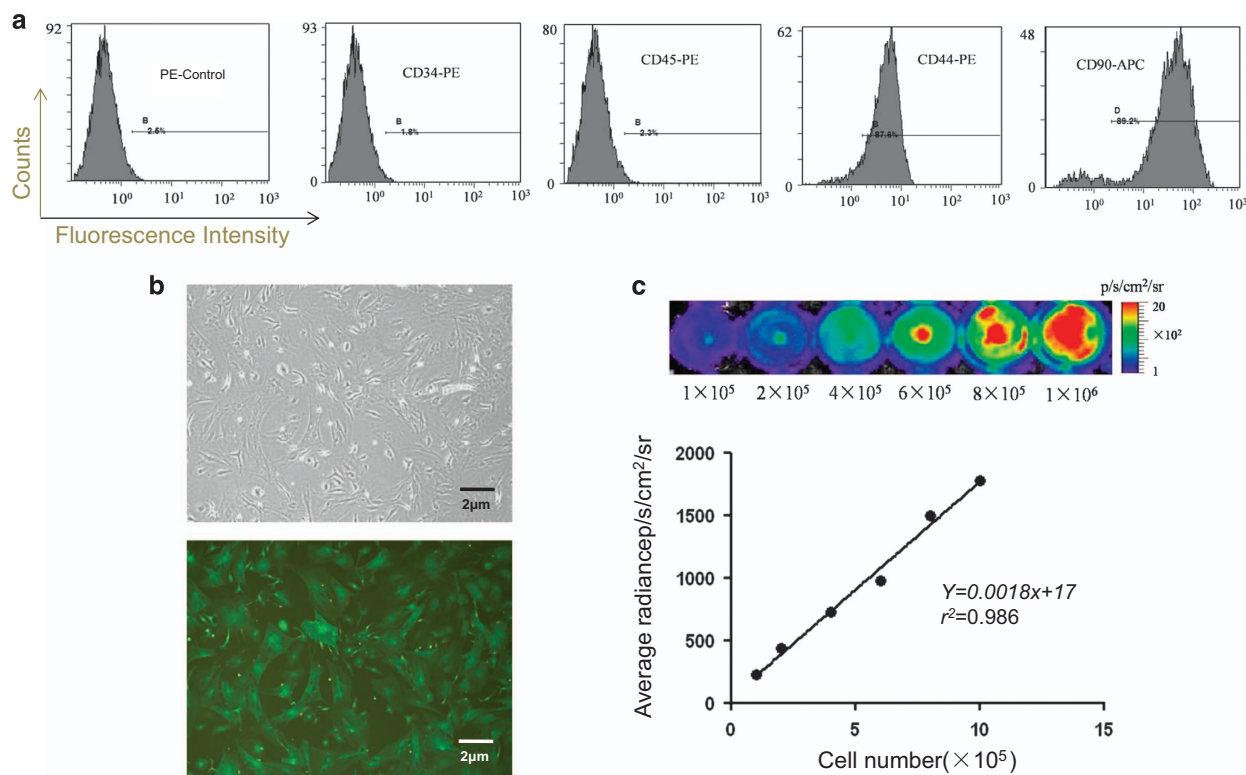 a
92
PE-Control
B
2.5%
10⁰ 10¹ 10² 10³
93
CD34-PE
B
1.8%
0
10⁰ 10¹ 10² 10³
80
CD45-PE
B
2.3%
0
10⁰ 10¹ 10² 10³
62
CD44-PE
B
97.6%
0
10⁰ 10¹ 10² 10³
48
CD90-APC
D
89.2%
0
10⁰ 10¹ 10² 10³
Counts
Fluorescence Intensity
b
2µm
2µm
c
p/s/cm²/sr
20
×10²
1
1×10⁵ 2×10⁵ 4×10⁵ 6×10⁵ 8×10⁵ 1×10⁶
Average radiancep/s/cm²/sr
2000
1500
1000
500
0
Y=0.0018x+17
r²=0.986
0 5 10 15
Cell number(×10⁵)